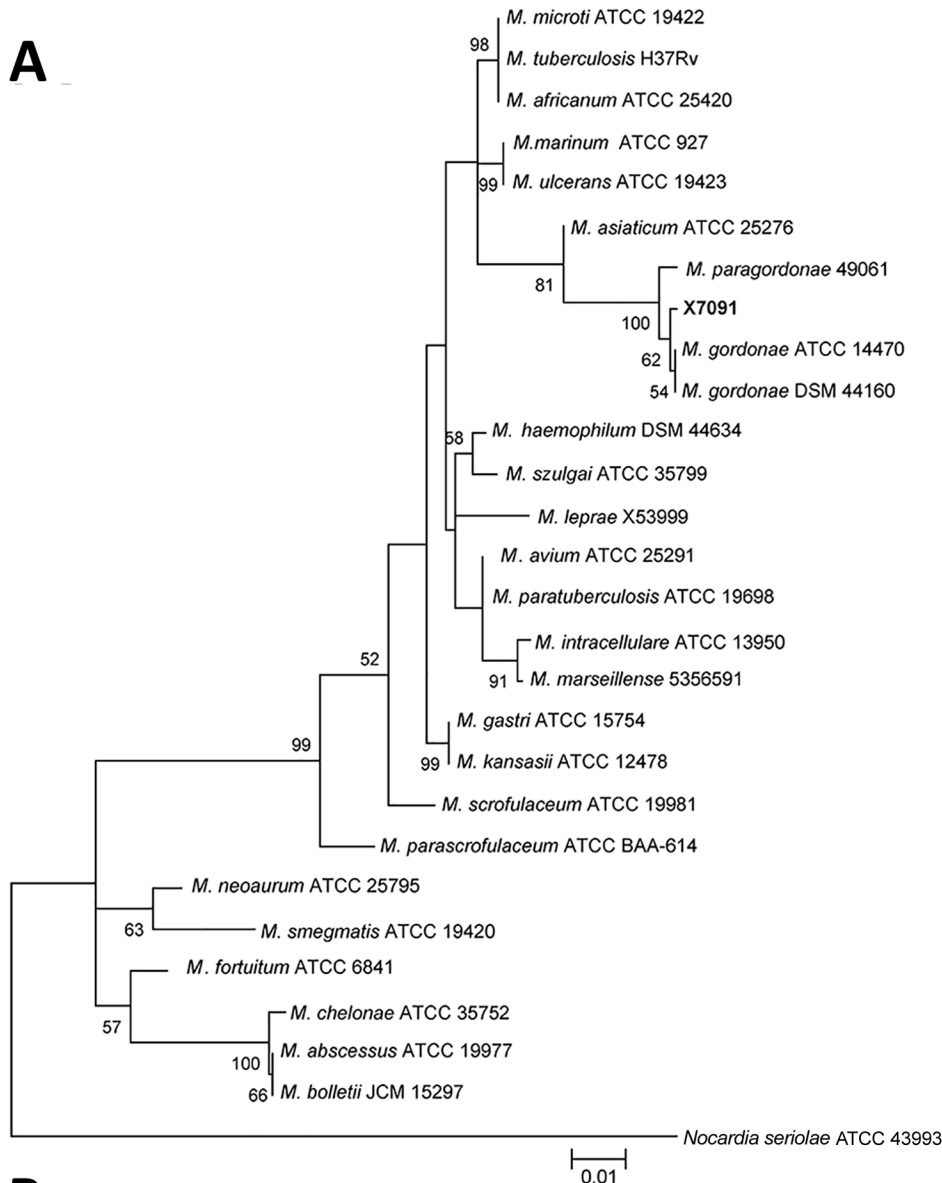 A
M. microti ATCC 19422
98
M. tuberculosis H37Rv
M. africanum ATCC 25420
M.marinum ATCC 927
99
M. ulcerans ATCC 19423
M. asiaticum ATCC 25276
81
M. paragordonae 49061
100
X7091
62
M. gordonae ATCC 14470
54
M. gordonae DSM 44160
58
M. haemophilum DSM 44634
M. szulgai ATCC 35799
M. leprae X53999
M. avium ATCC 25291
M. paratuberculosis ATCC 19698
M. intracellulare ATCC 13950
91
M. marseillense 5356591
52
M. gastri ATCC 15754
99
M. kansasii ATCC 12478
99
M. scrofulaceum ATCC 19981
M. parascrofulaceum ATCC BAA-614
M. neoaurum ATCC 25795
63
M. smegmatis ATCC 19420
M. fortuitum ATCC 6841
57
M. chelonae ATCC 35752
100
M. abscessus ATCC 19977
66
M. bolletii JCM 15297
Nocardia seriolae ATCC 43993
0.01